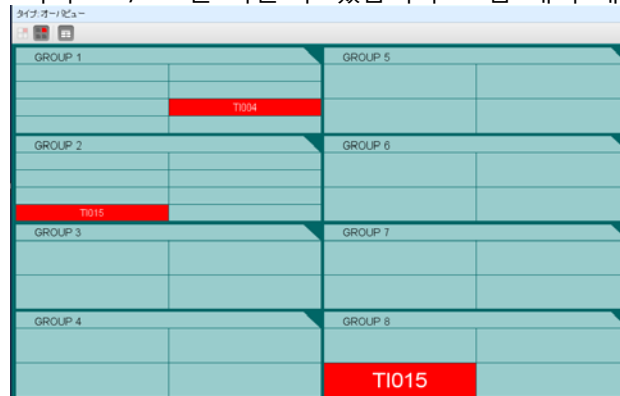 タイプ:オーバビュー
GROUP 1
TI004
GROUP 2
TI015
GROUP 3
GROUP 4
GROUP 5
GROUP 6
GROUP 7
GROUP 8
TI015